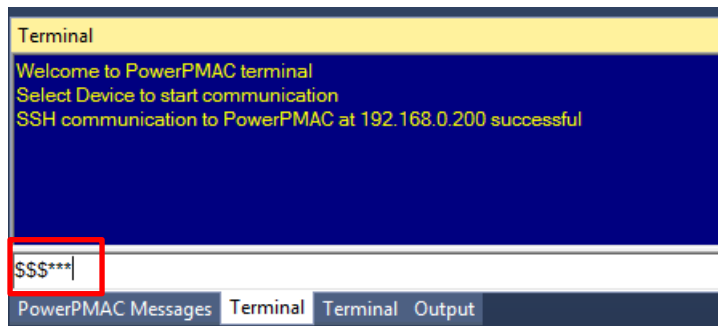 Terminal
Welcome to PowerPMAC terminal
Select Device to start communication
SSH communication to PowerPMAC at 192.168.0.200 successful
$$$***
PowerPMAC Messages Terminal Terminal Output